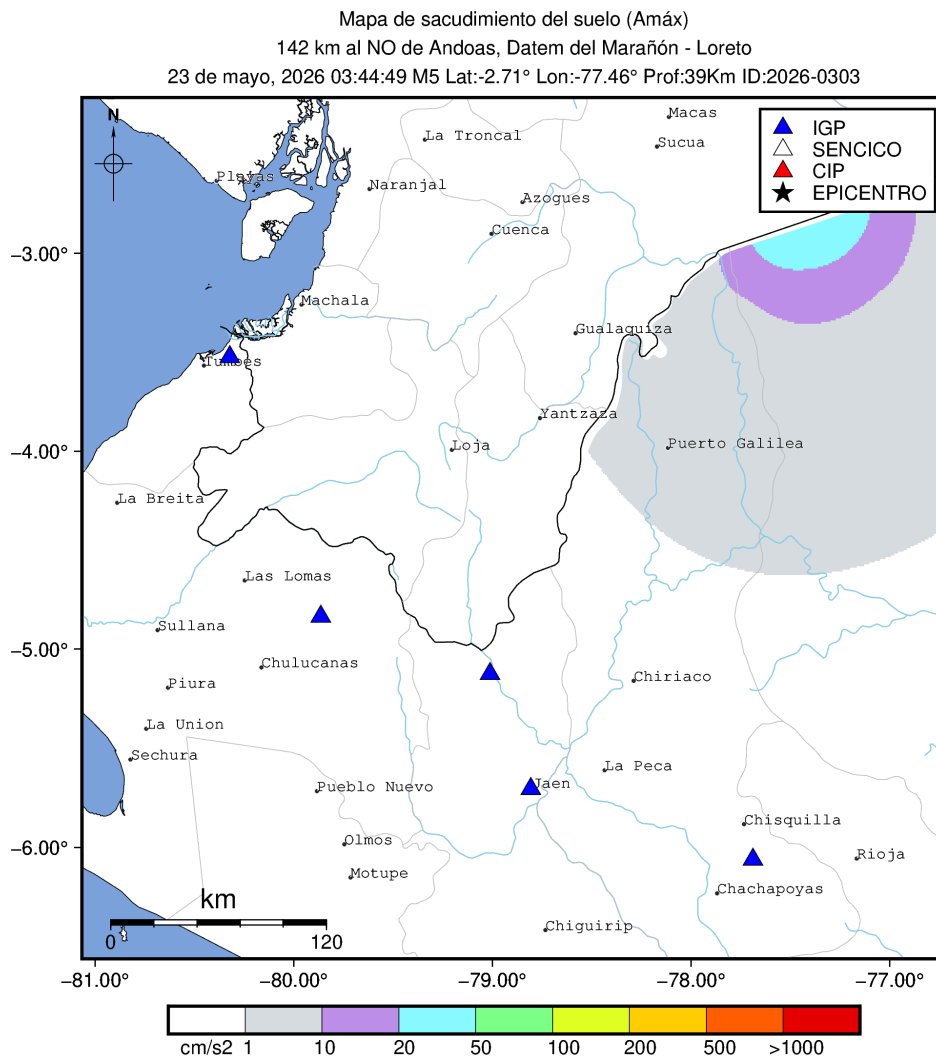 Mapa de sacudimiento del suelo (Amáx)
142 km al NO de Andoas, Datem del Marañón - Loreto
23 de mayo, 2026 03:44:49 M5 Lat:-2.71° Lon:-77.46° Prof:39Km ID:2026-0303
N
IGP
SENCICO
CIP
EPICENTRO
Macas
La Troncal
Sucua
Playas
Naranjal
Azogues
Cuenca
−3.00°
Machala
Gualaquiza
Tumbes
Yantzaza
Puerto Galilea
Loja
−4.00°
La Breita
Las Lomas
Sullana
−5.00°
Chulucanas
Chiriaco
Piura
La Union
Sechura
La Peca
Pueblo Nuevo
Jaen
Chisquilla
Olmos
−6.00°
Rioja
Motupe
Chachapoyas
km
Chiguirip
0 120
−81.00° −80.00° −79.00° −78.00° −77.00°
cm/s2 1 10 20 50 100 200 500 >1000